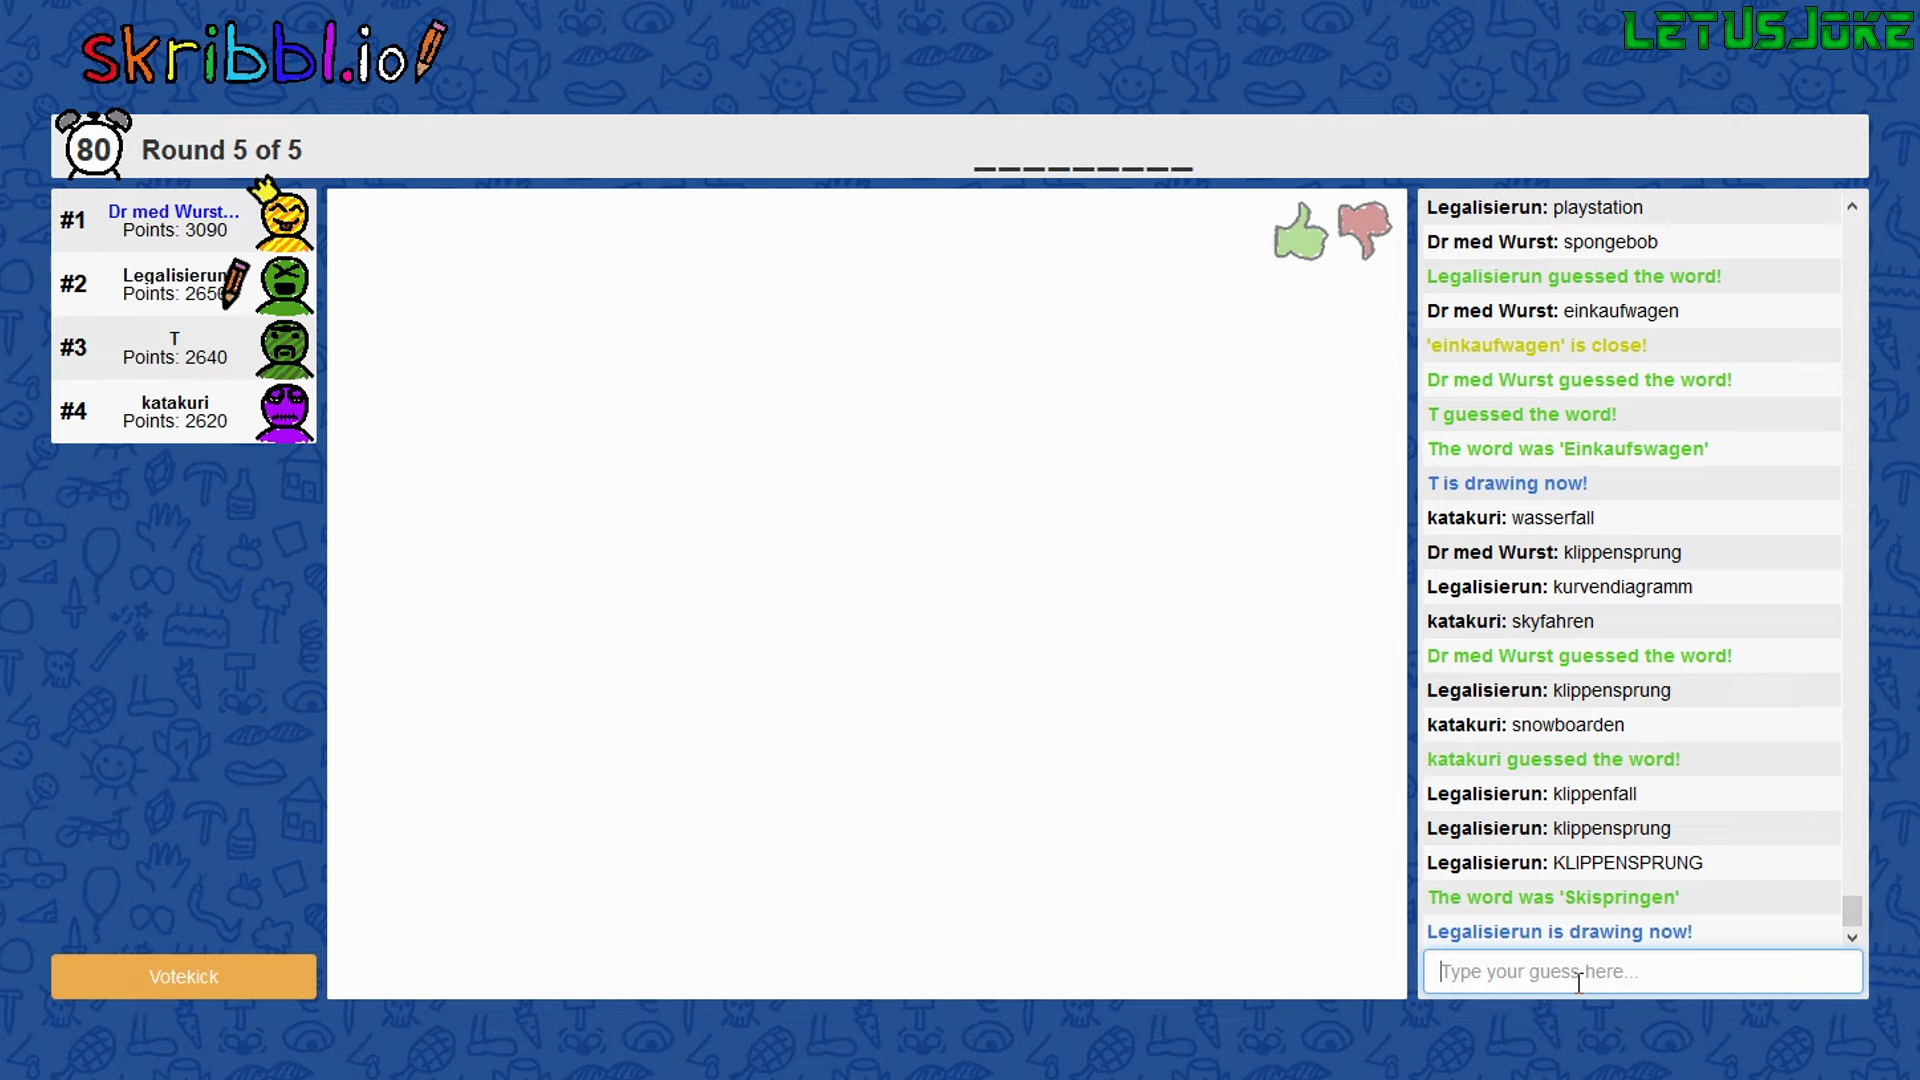 skribbl.io
LETUSJOKE
80
Round 5 of 5
_________
#1
Dr med Wurst...
Points: 3090
#2
Legalisierun
Points: 2650
#3
T
Points: 2640
#4
katakuri
Points: 2620
Votekick
Legalisierun: playstation
Dr med Wurst: spongebob
Legalisierun guessed the word!
Dr med Wurst: einkaufwagen
'einkaufwagen' is close!
Dr med Wurst guessed the word!
T guessed the word!
The word was 'Einkaufswagen'
T is drawing now!
katakuri: wasserfall
Dr med Wurst: klippensprung
Legalisierun: kurvendiagramm
katakuri: skyfahren
Dr med Wurst guessed the word!
Legalisierun: klippensprung
katakuri: snowboarden
katakuri guessed the word!
Legalisierun: klippenfall
Legalisierun: klippensprung
Legalisierun: KLIPPENSPRUNG
The word was 'Skispringen'
Legalisierun is drawing now!
Type your guess here...